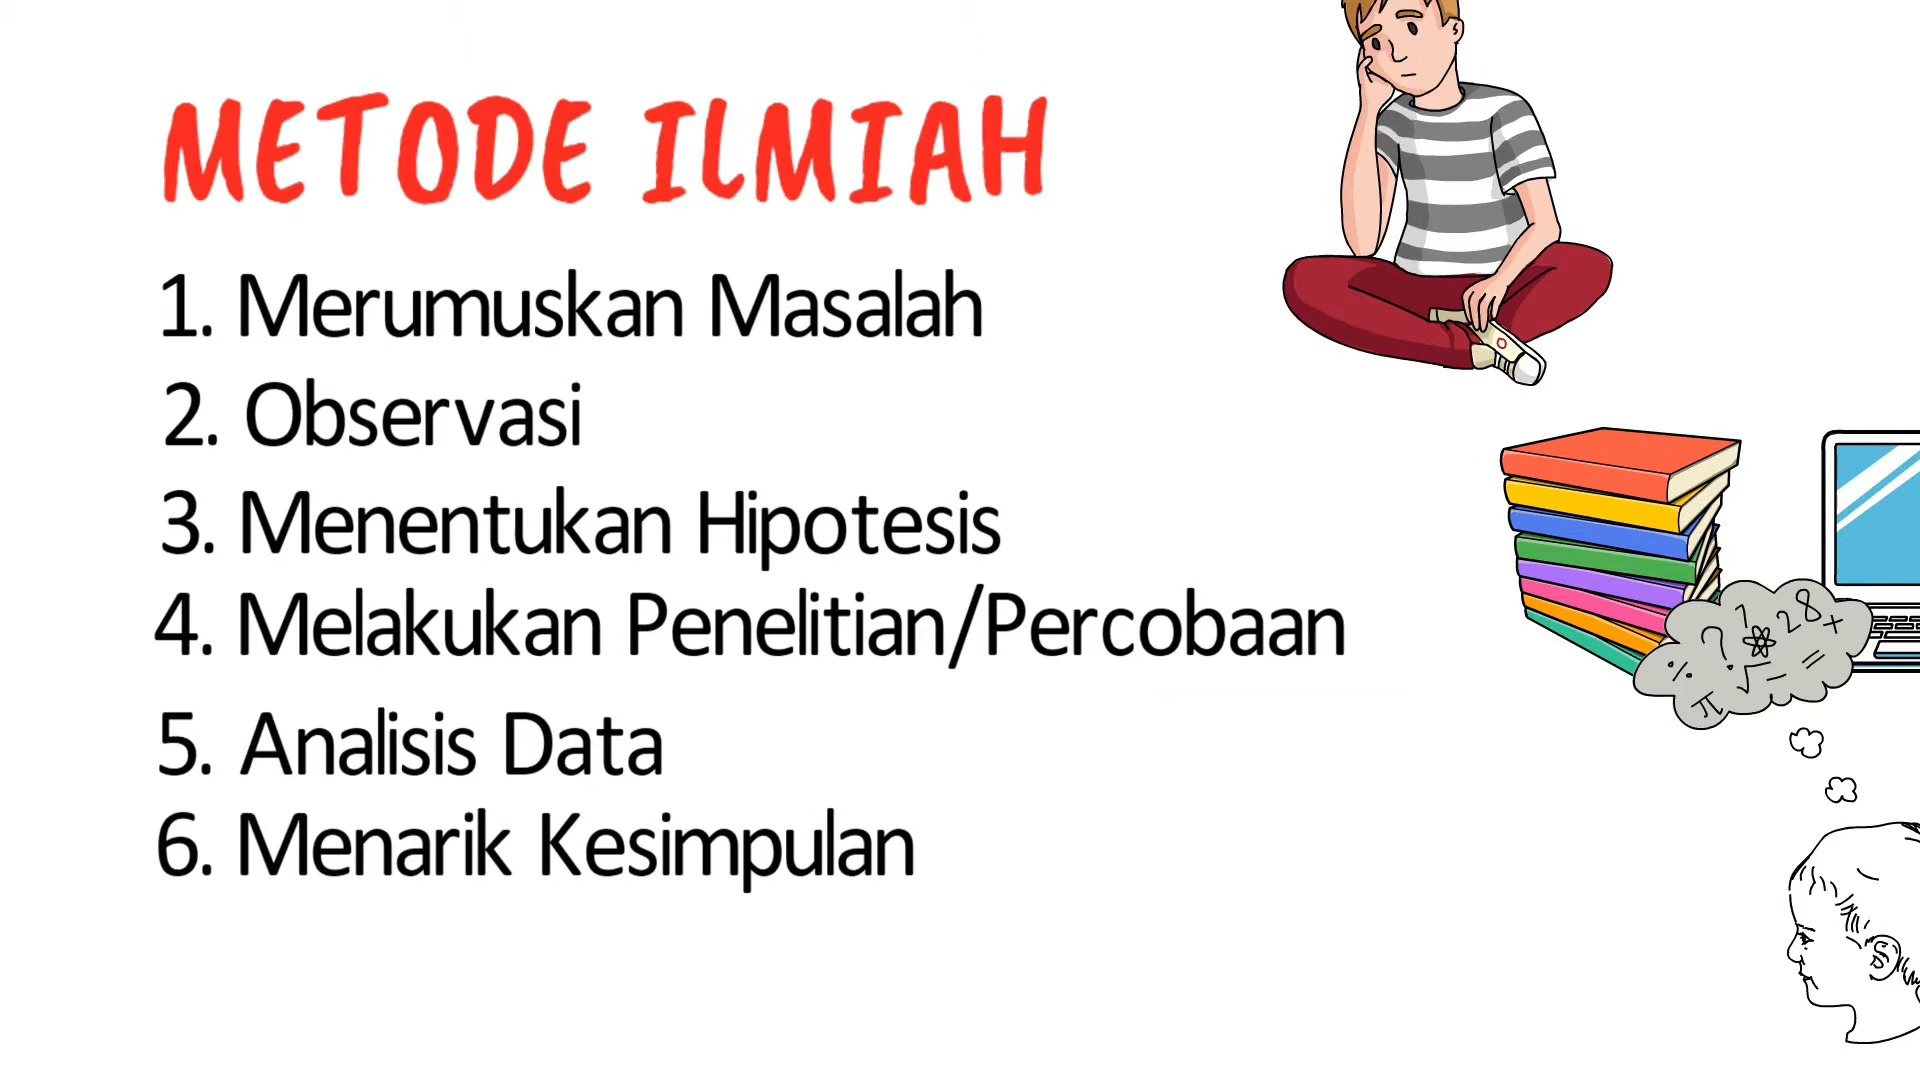 METODE ILMIAH
1. Merumuskan Masalah
2. Observasi
3. Menentukan Hipotesis
4. Melakukan Penelitian/Percobaan
5. Analisis Data
6. Menarik Kesimpulan